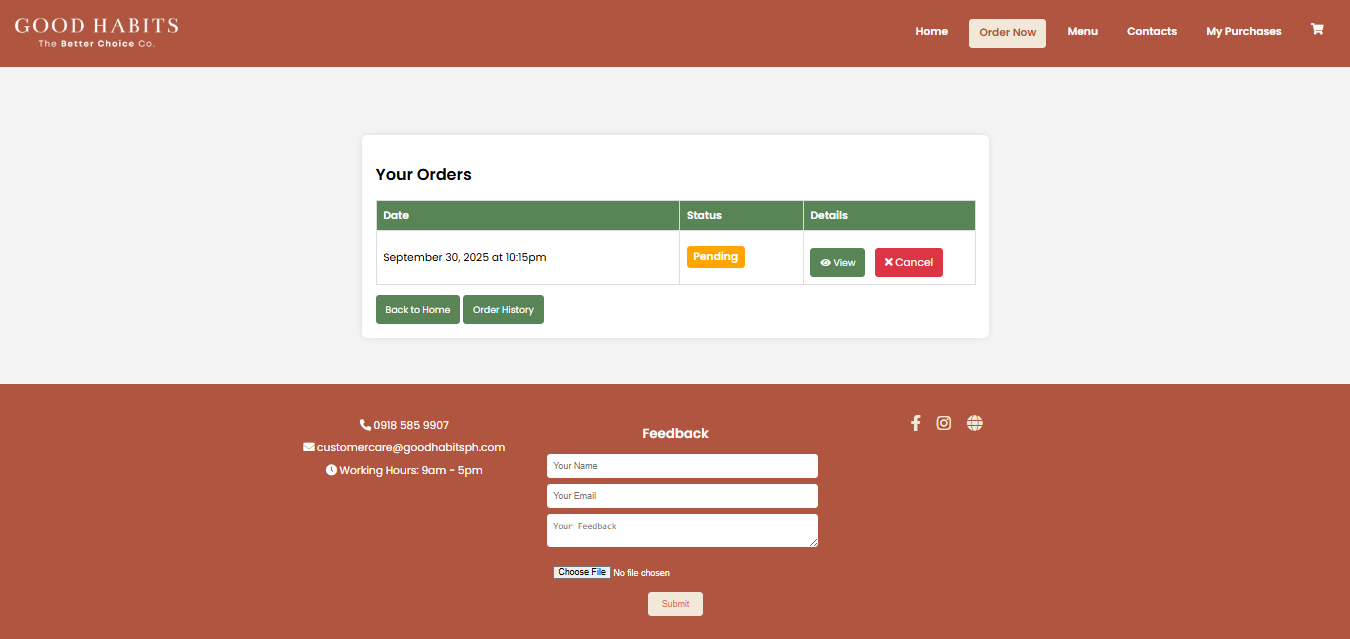 GOOD HABITS
The Better Choice Co.
Home Order Now Menu Contacts My Purchases
Your Orders
Date Status Details
September 30, 2025 at 10:15pm Pending View Cancel
Back to Home Order History
0918 585 9907
customercare@goodhabitsph.com
Working Hours: 9am - 5pm
Feedback
Your Name
Your Email
Your Feedback
Choose File No file chosen
Submit